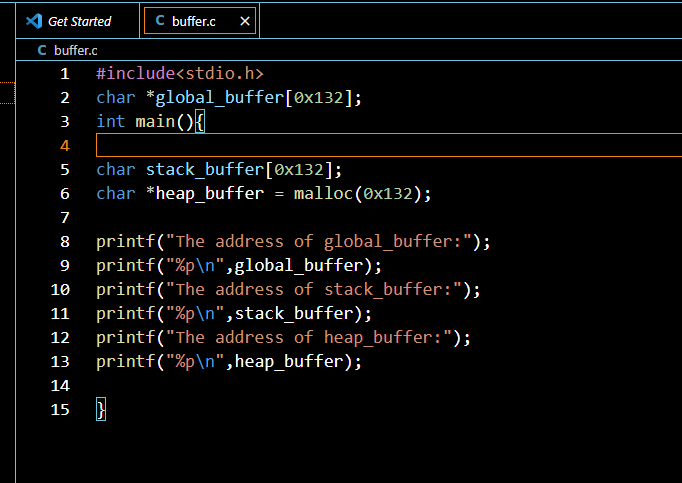 Get Started
C buffer.c ×
C buffer.c
1 #include<stdio.h>
2 char *global_buffer[0x132];
3 int main(){
4
5 char stack_buffer[0x132];
6 char *heap_buffer = malloc(0x132);
7
8 printf("The address of global_buffer:");
9 printf("%p\n",global_buffer);
10 printf("The address of stack_buffer:");
11 printf("%p\n",stack_buffer);
12 printf("The address of heap_buffer:");
13 printf("%p\n",heap_buffer);
14
15 }